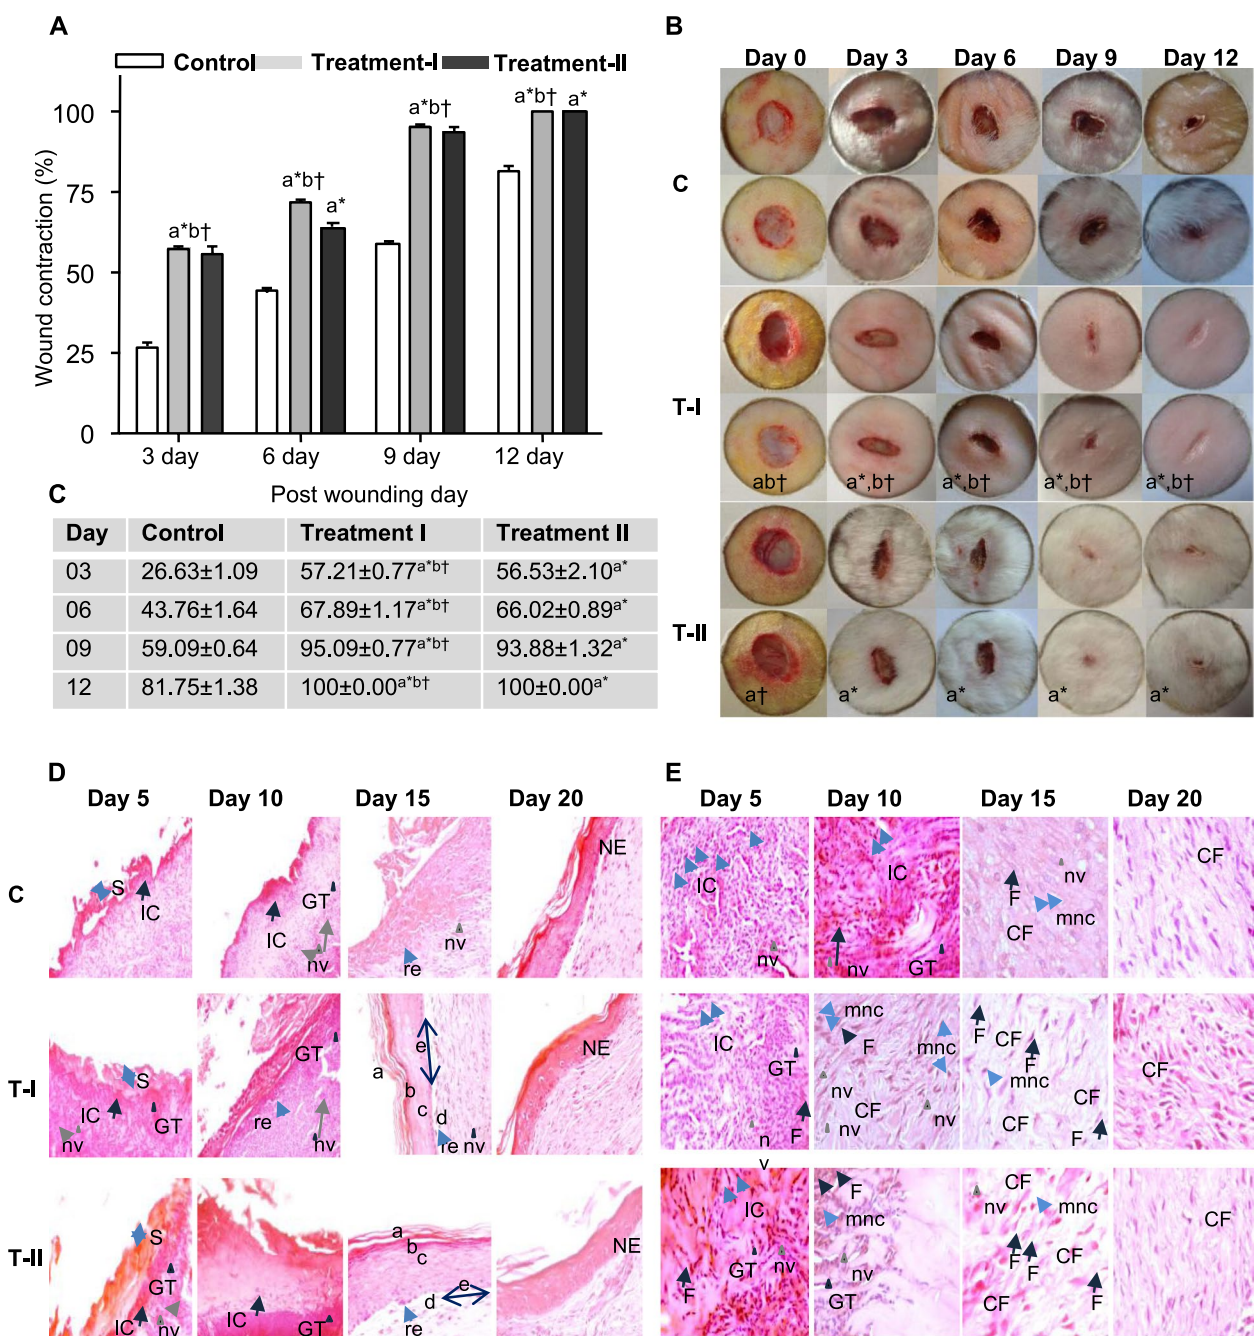 A
Control Treatment-I Treatment-II
Wound contraction (%)
100
75
50
25
0
a*b†
a*b†
a*
a*b†
a*b†
a*
3 day 6 day 9 day 12 day
Post wounding day
B
Day 0 Day 3 Day 6 Day 9 Day 12
C
T-I
ab† a*,b† a*,b† a*,b† a*,b†
T-II
a† a* a* a* a*
C
Day Control Treatment I Treatment II
03 26.63±1.09 57.21±0.77a*b† 56.53±2.10a*
06 43.76±1.64 67.89±1.17a*b† 66.02±0.89a*
09 59.09±0.64 95.09±0.77a*b† 93.88±1.32a*
12 81.75±1.38 100±0.00a*b† 100±0.00a*
D
Day 5 Day 10 Day 15 Day 20
C
S IC
GT IC nv
nv re
NE
T-I
S IC GT nv
GT re nv
a b c d e re nv
NE
T-II
S GT IC nv
IC GT
a b c d e re
NE
E
Day 5 Day 10 Day 15 Day 20
IC nv
IC nv GT
F nv mnc CF
CF
IC GT F n
v
mnc F mnc nv CF nv
F CF F mnc CF CF F
CF
IC GT nv F
F mnc nv GT
CF nv mnc F F CF CF F
CF